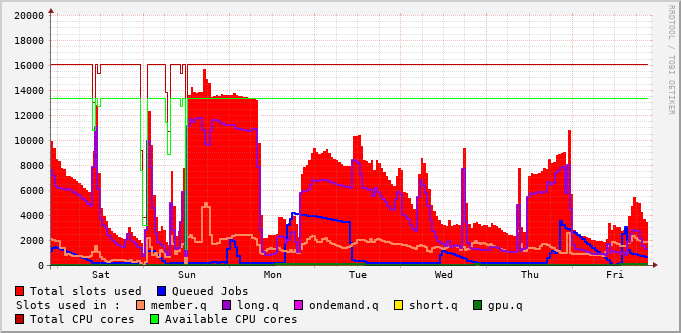 20000
18000
16000
14000
12000
10000
8000
6000
4000
2000
0
Sat Sun Mon Tue Wed Thu Fri
RRDTOOL / TOBI OETIKER
Total slots used Queued Jobs
Slots used in : member.q long.q ondemand.q short.q gpu.q
Total CPU cores Available CPU cores